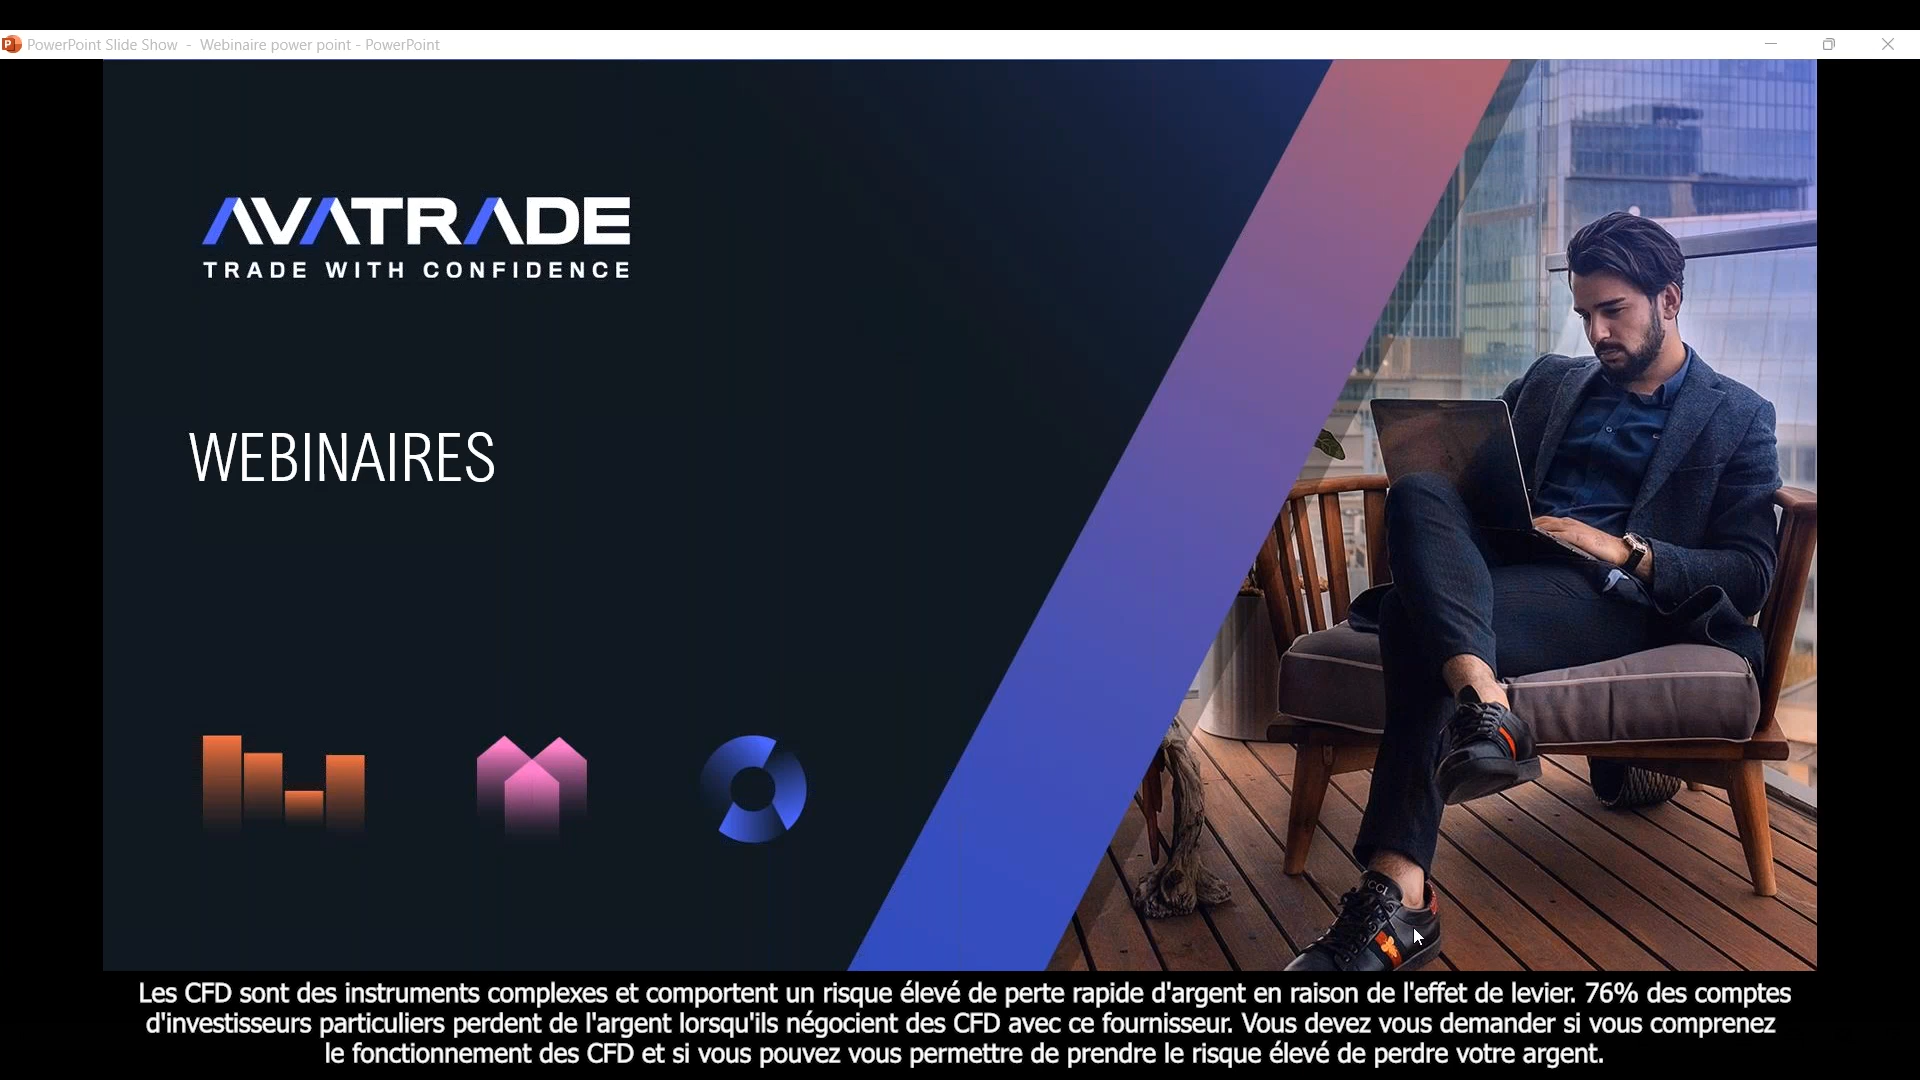 PowerPoint Slide Show - Webinaire power point - PowerPoint
AVATRADE
TRADE WITH CONFIDENCE
WEBINAIRES
CCI
Les CFD sont des instruments complexes et comportent un risque élevé de perte rapide d'argent en raison de l'effet de levier. 76% des comptes
d'investisseurs particuliers perdent de l'argent lorsqu'ils négocient des CFD avec ce fournisseur. Vous devez vous demander si vous comprenez
le fonctionnement des CFD et si vous pouvez vous permettre de prendre le risque élevé de perdre votre argent.